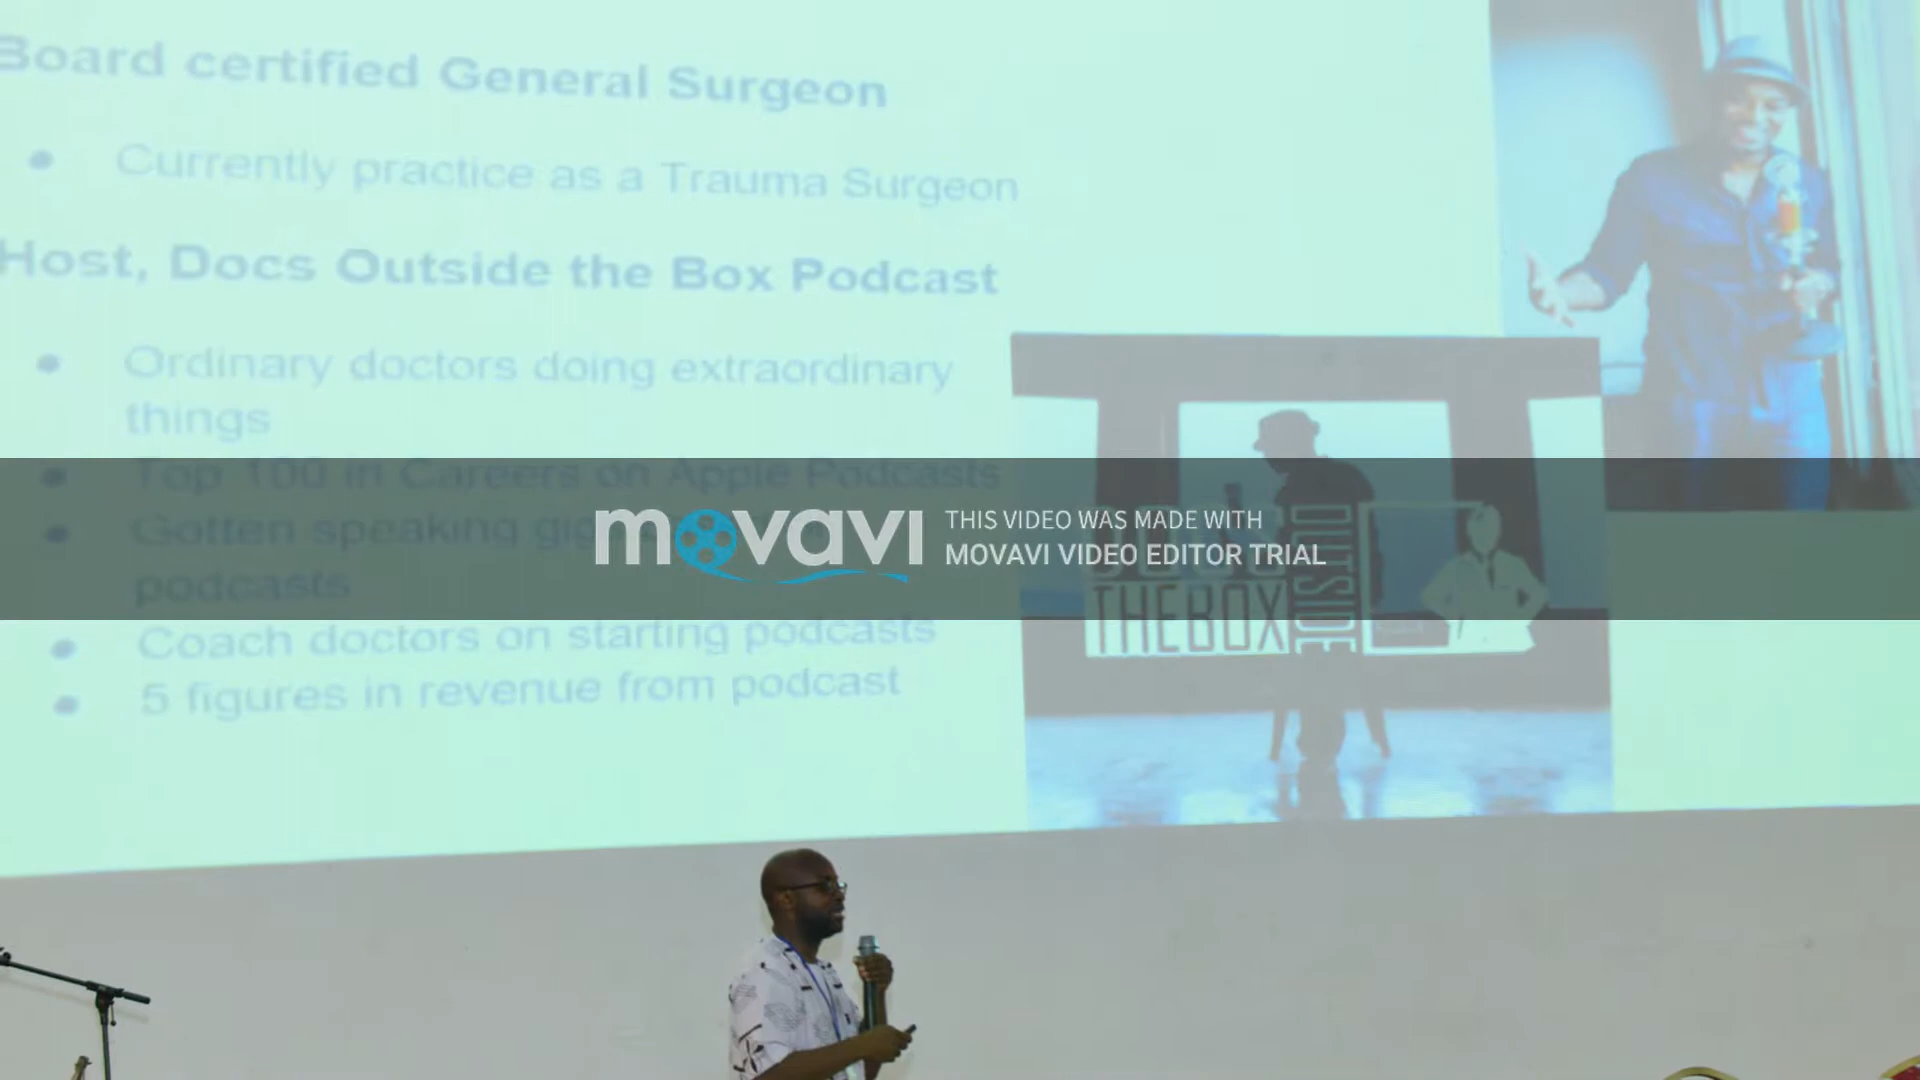 Board certified General Surgeon
Currently practice as a Trauma Surgeon
Host, Docs Outside the Box Podcast
Ordinary doctors doing extraordinary
things
Top 100 in Careers on Apple Podcasts
Gotten speaking
podcasts
Coach doctors on starting podcasts
5 figures in revenue from podcast
THEBOX
OUTSIDE
movavi
THIS VIDEO WAS MADE WITH
MOVAVI VIDEO EDITOR TRIAL